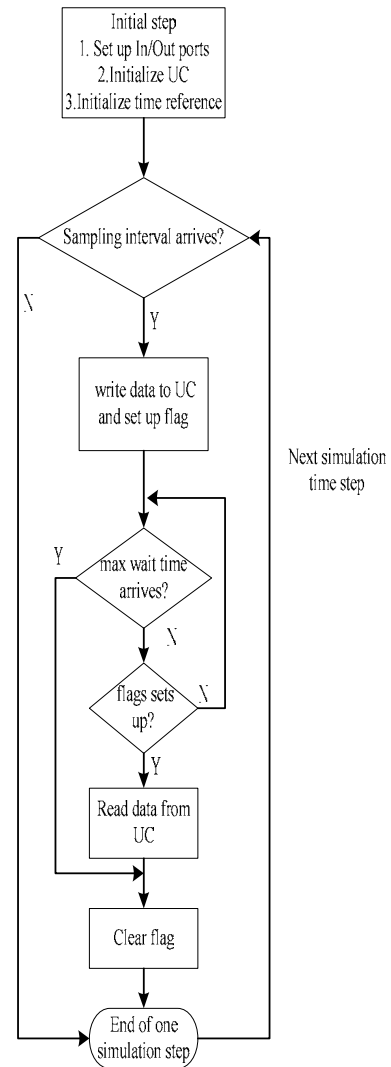 Initial step
1. Set up In/Out ports
2.Initialize UC
3.Initialize time reference
Sampling interval arrives?
N
Y
write data to UC
and set up flag
Next simulation
time step
Y
max wait time
arrives?
N
flags sets
up?
N
Y
Read data from
UC
Clear flag
End of one
simulation step